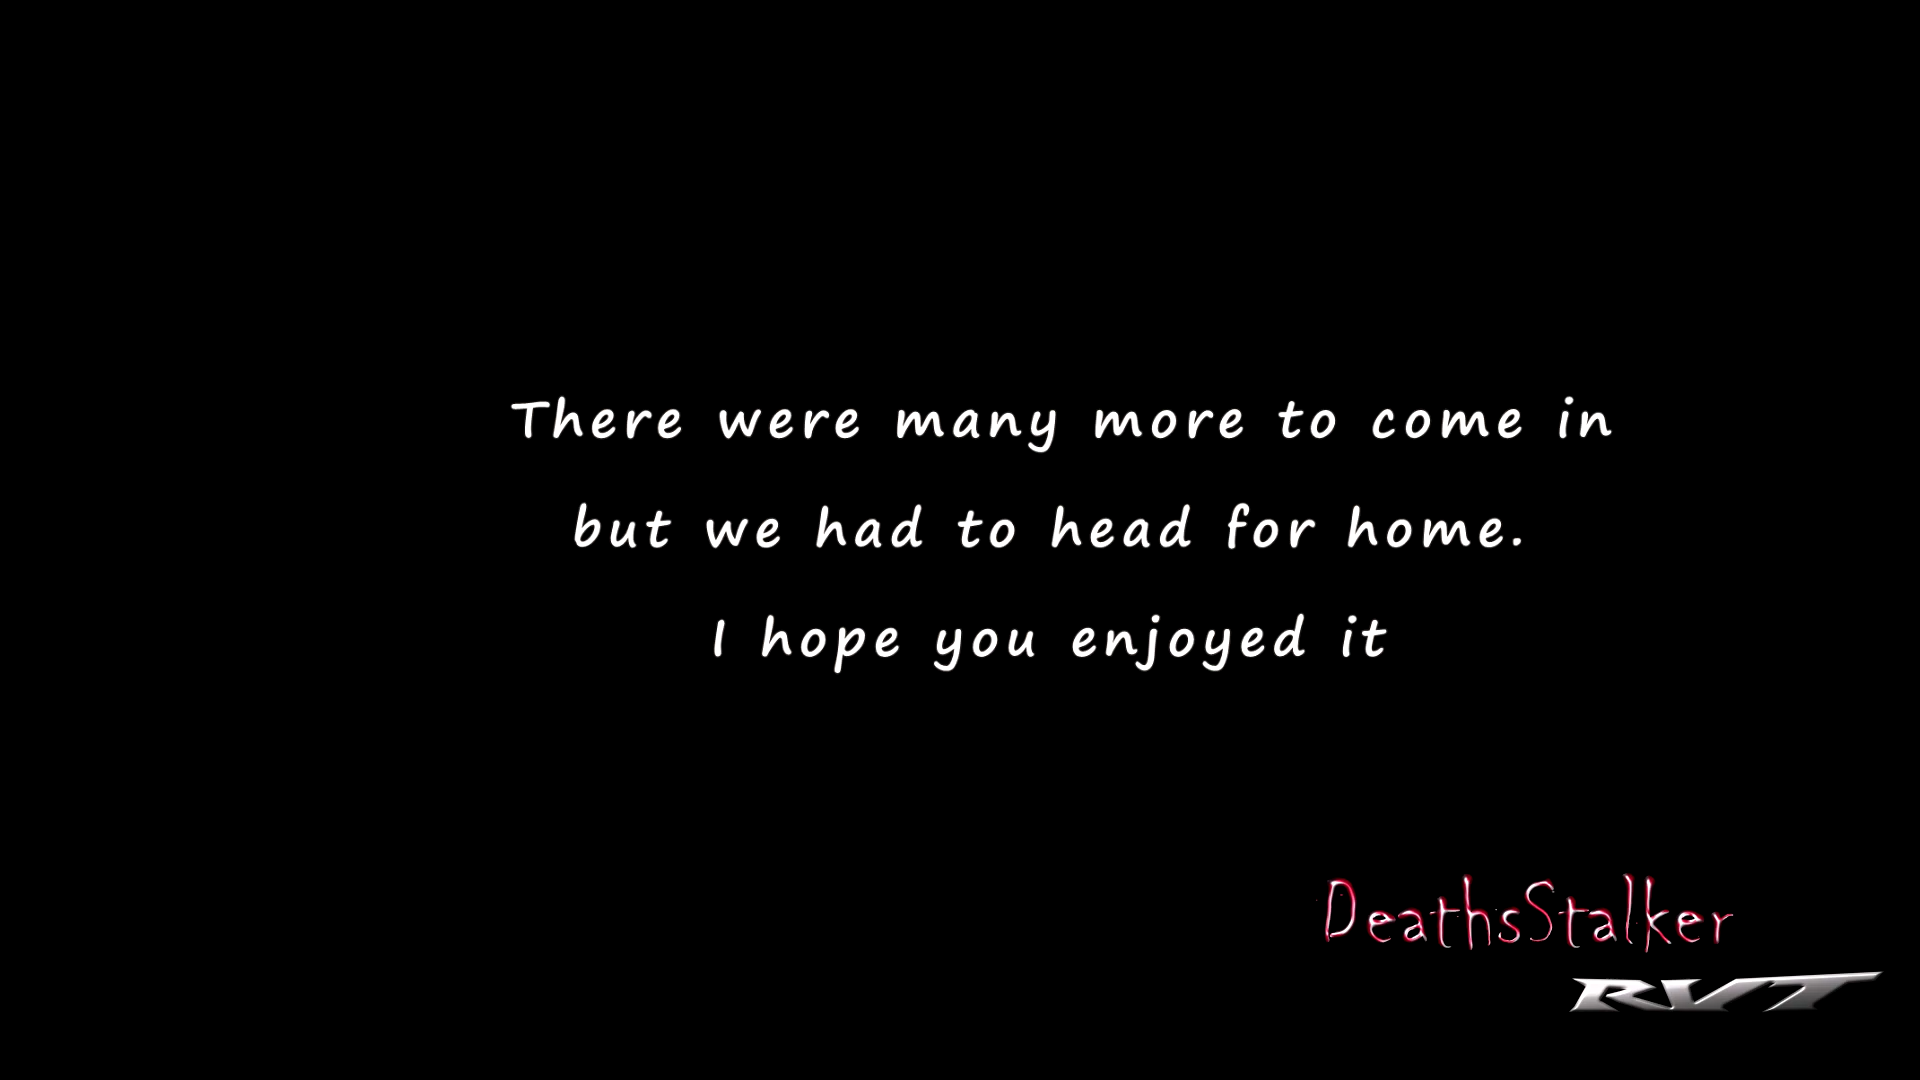 There were many more to come in
but we had to head for home.
I hope you enjoyed it
DeathsStalker
RVT